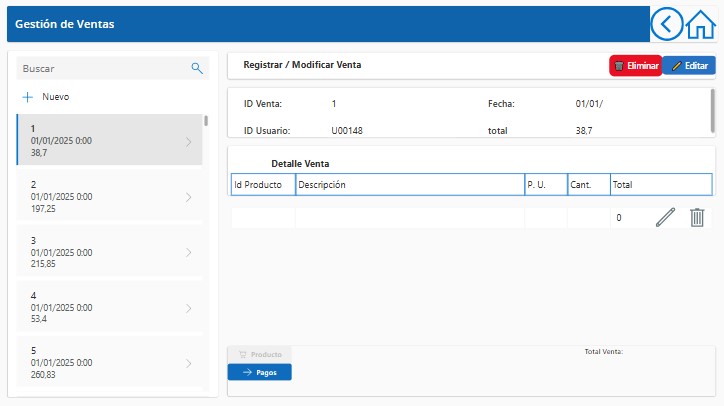 Gestión de Ventas
Buscar
Nuevo
1
01/01/2025 0:00
38,7
2
01/01/2025 0:00
197,25
3
01/01/2025 0:00
215,85
4
01/01/2025 0:00
53,4
5
01/01/2025 0:00
260,83
Registrar / Modificar Venta
Eliminar
Editar
ID Venta: 1 Fecha: 01/01/
ID Usuario: U00148 total 38,7
Detalle Venta
Id Producto Descripción P. U. Cant. Total
0
Producto
Pagos
Total Venta: